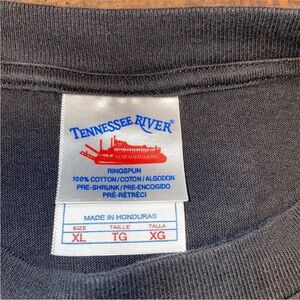 TENNESSEE RIVER®
RINGSPUN
100% COTTON/COTON/ALGODON
PRE-SHRUNK/PRE-ENCOGIDO
PRÉ-RÉTRÉCI
MADE IN HONDURAS
SIZE TAILLE TALLA
XL TG XG